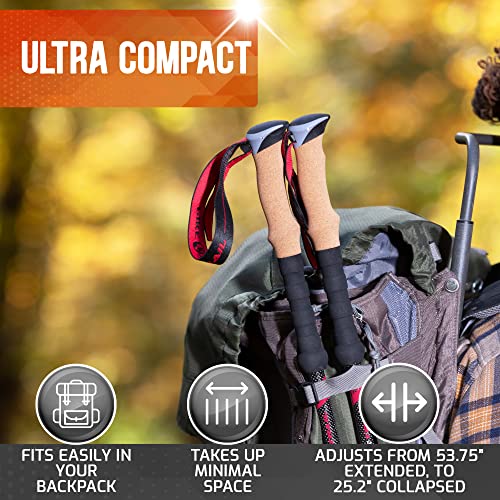 ULTRA COMPACT
FITS EASILY IN
YOUR
BACKPACK
TAKES UP
MINIMAL
SPACE
ADJUSTS FROM 53.75"
EXTENDED, TO
25.2" COLLAPSED